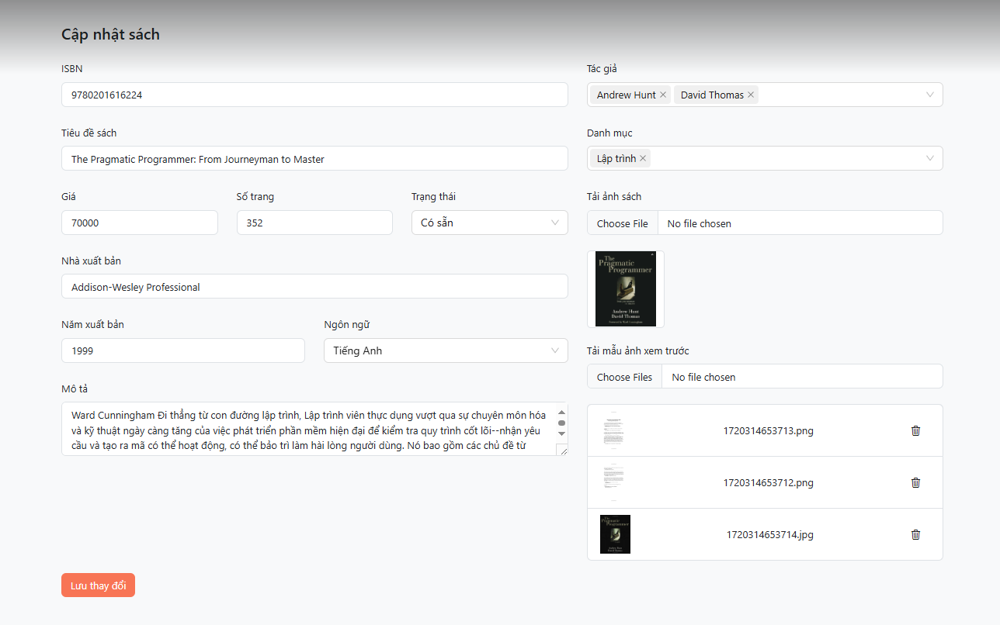 Cập nhật sách
ISBN
9780201616224
Tiêu đề sách
The Pragmatic Programmer: From Journeyman to Master
Giá
Số trang
Trạng thái
70000
352
Có sẵn
Nhà xuất bản
Addison-Wesley Professional
Năm xuất bản
Ngôn ngữ
1999
Tiếng Anh
Mô tả
Ward Cunningham Đi thẳng từ con đường lập trình, Lập trình viên thực dụng vượt qua sự chuyên môn hóa
và kỹ thuật ngày càng tăng của việc phát triển phần mềm hiện đại để kiểm tra quy trình cốt lõi--nhận yêu
cầu và tạo ra mã có thể hoạt động, có thể bảo trì làm hài lòng người dùng. Nó bao gồm các chủ đề từ
Lưu thay đổi
Tác giả
Andrew Hunt
David Thomas
Danh mục
Lập trình
Tải ảnh sách
Choose File
No file chosen
The
Pragmatic
Programmer
Andrew Hunt
David Thomas
Tải mẫu ảnh xem trước
Choose Files
No file chosen
1720314653713.png
1720314653712.png
1720314653714.jpg